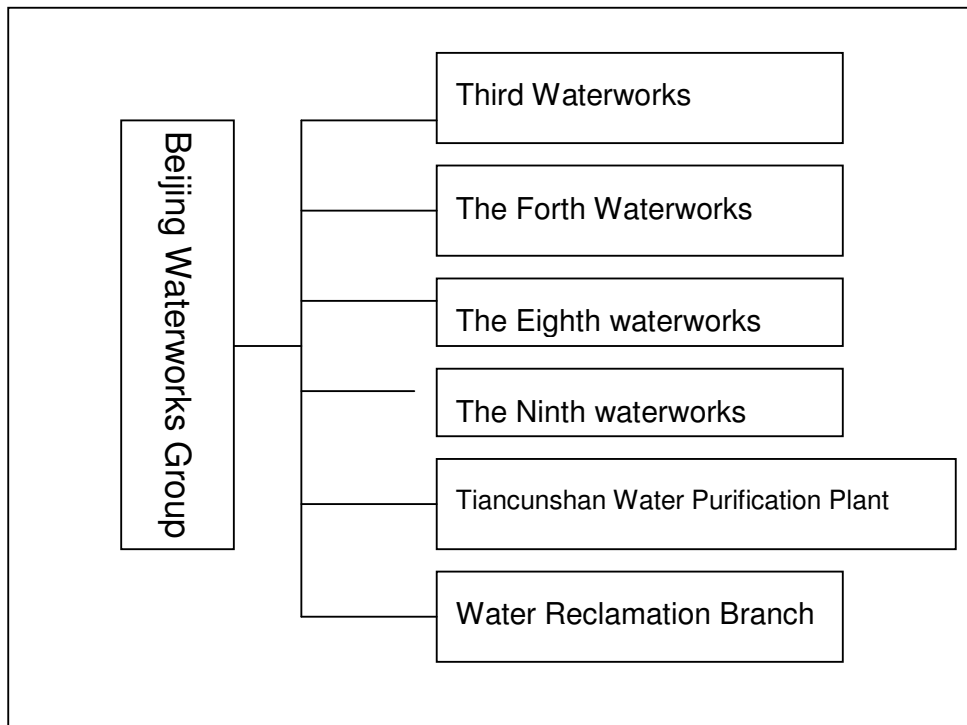 Beijing Waterworks Group
Third Waterworks
The Forth Waterworks
The Eighth waterworks
The Ninth waterworks
Tiancunshan Water Purification Plant
Water Reclamation Branch